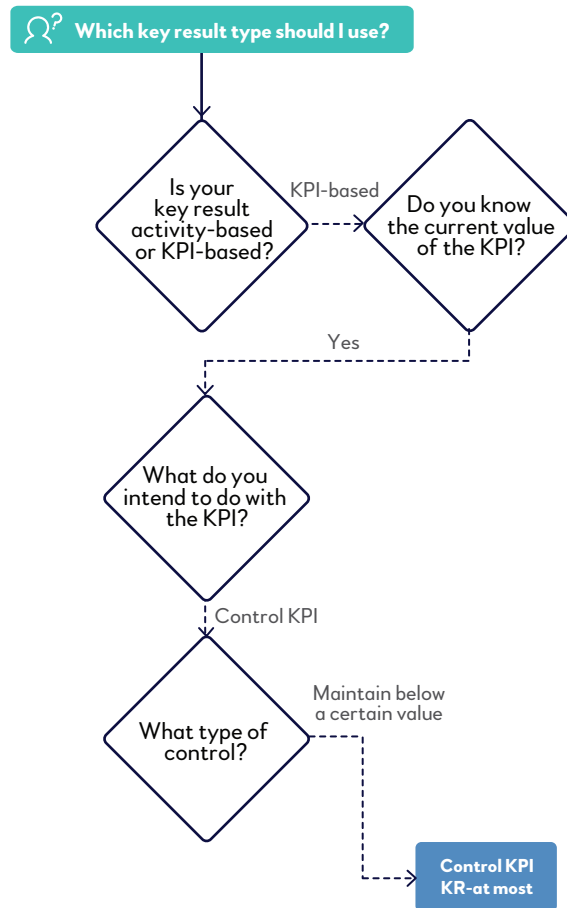 Which key result type should I use?
Is your
key result
activity-based
or KPI-based?
KPI-based
Do you know
the current value
of the KPI?
Yes
What do you
intend to do with
the KPI?
Control KPI
What type of
control?
Maintain below
a certain value
Control KPI
KR-at most